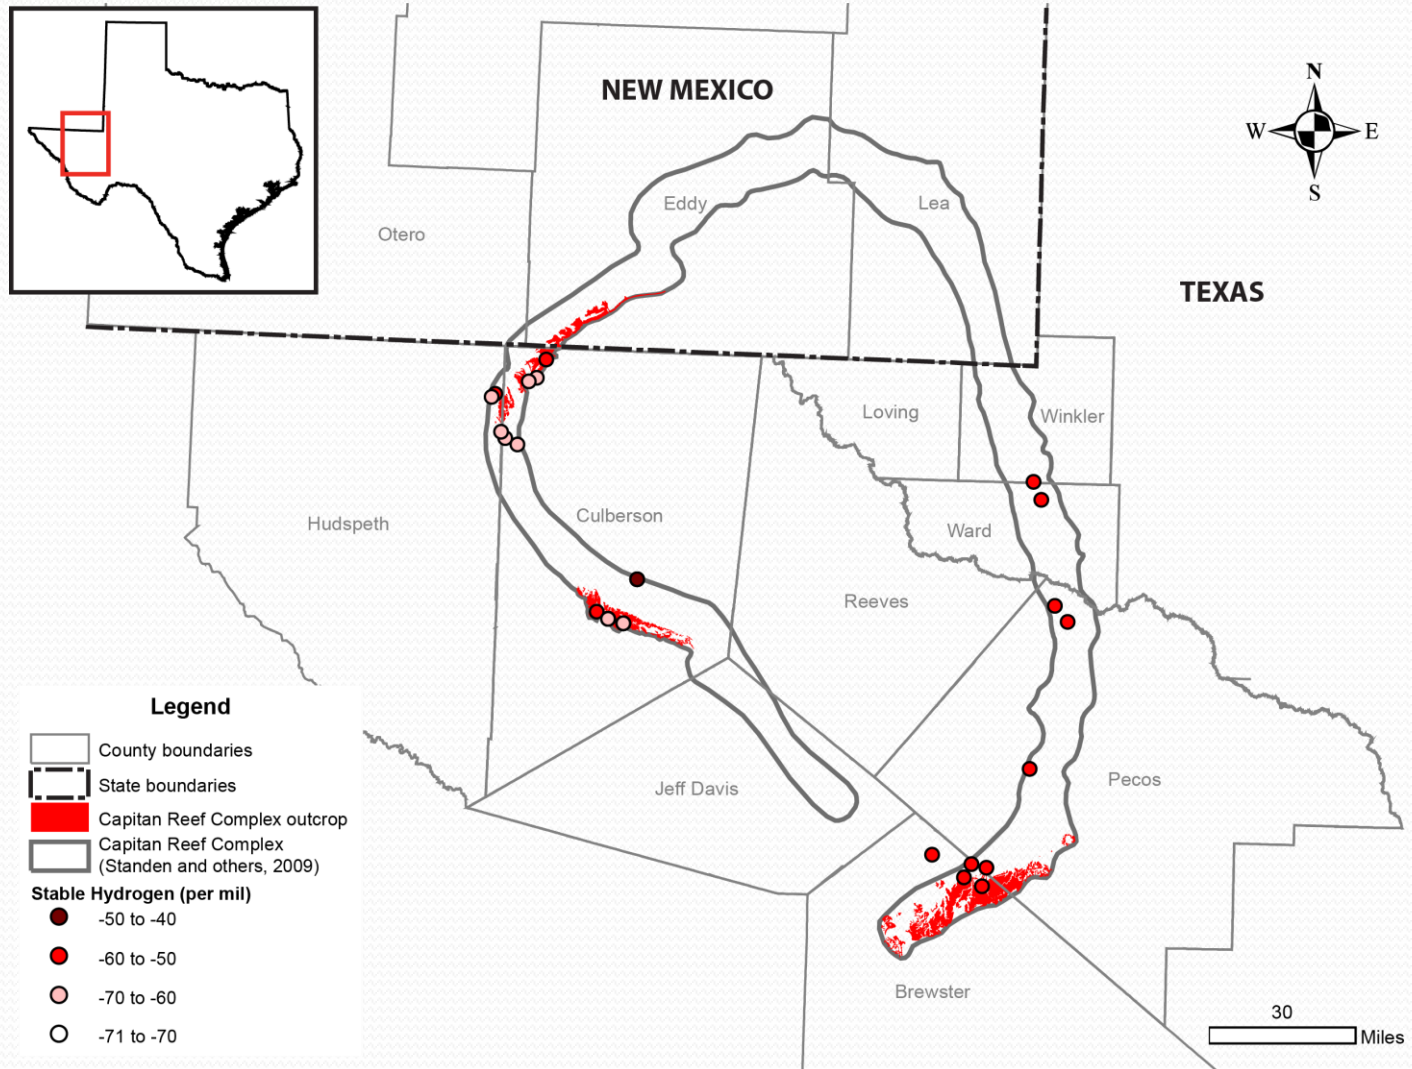 NEW MEXICO
N
W
E
S
Eddy
Lea
Otero
TEXAS
Loving
Winkler
Hudspeth
Culberson
Ward
Reeves
Jeff Davis
Pecos
Brewster
Legend
County boundaries
State boundaries
Capitan Reef Complex outcrop
Capitan Reef Complex
(Standen and others, 2009)
Stable Hydrogen (per mil)
-50 to -40
-60 to -50
-70 to -60
-71 to -70
30
Miles